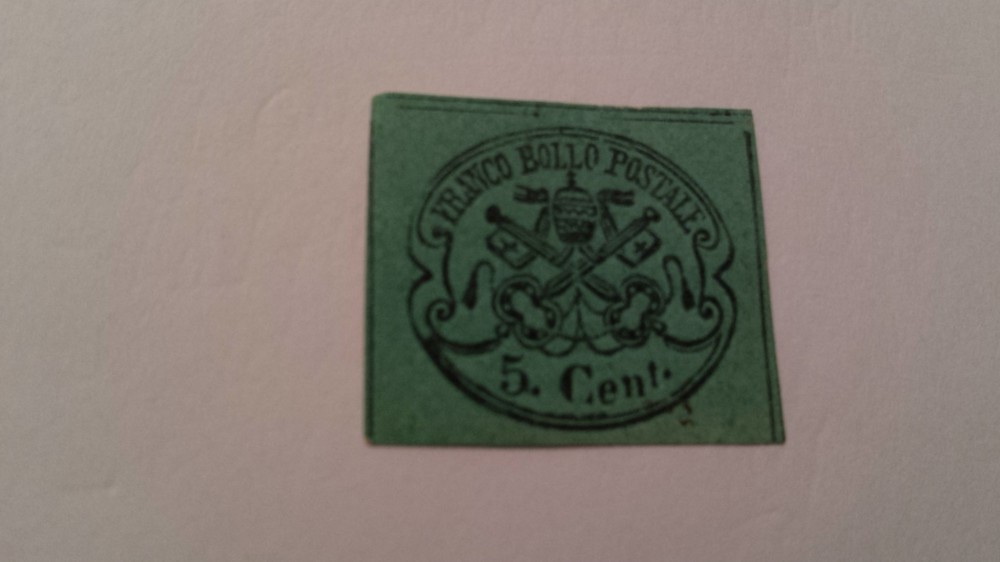 FRANCO BOLLO POSTALE
5. Cent.